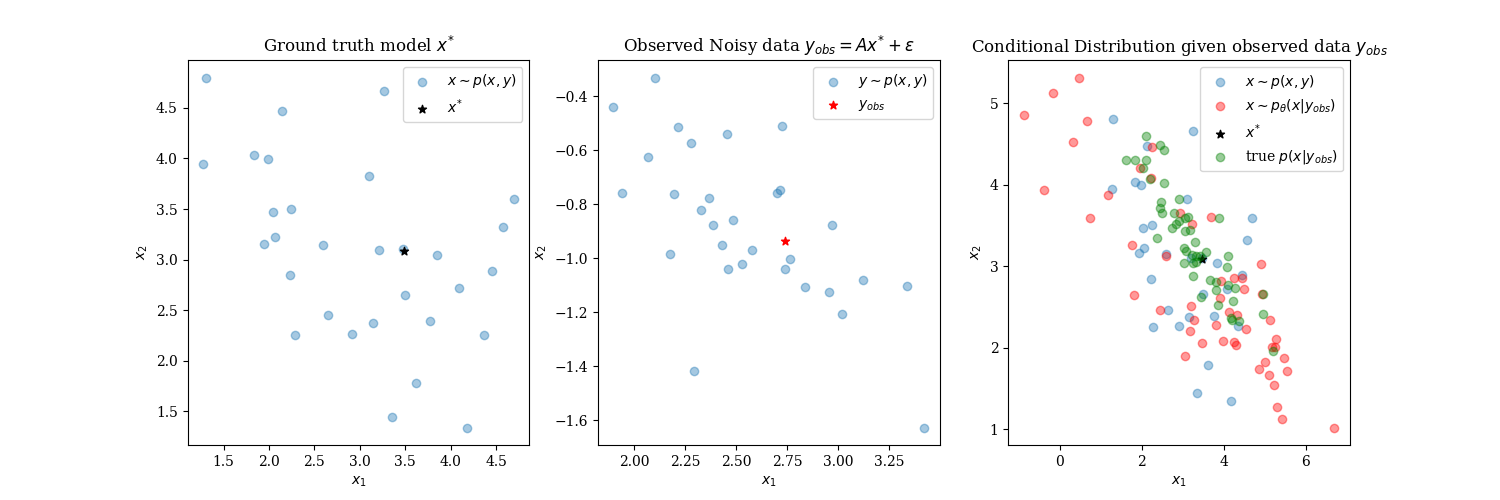 Ground truth model x*
x ~ p(x, y)
x*
4.5
4.0
3.5
3.0
2.5
2.0
1.5
x₂
1.5 2.0 2.5 3.0 3.5 4.0 4.5
x₁
Observed Noisy data y_obs = Ax* + ε
y ~ p(x, y)
y_obs
−0.4
−0.6
−0.8
−1.0
−1.2
−1.4
−1.6
x₂
2.00 2.25 2.50 2.75 3.00 3.25
x₁
Conditional Distribution given observed data y_obs
x ~ p(x, y)
x ~ p_θ(x|y_obs)
x*
true p(x|y_obs)
5
4
3
2
1
x₂
0 2 4 6
x₁